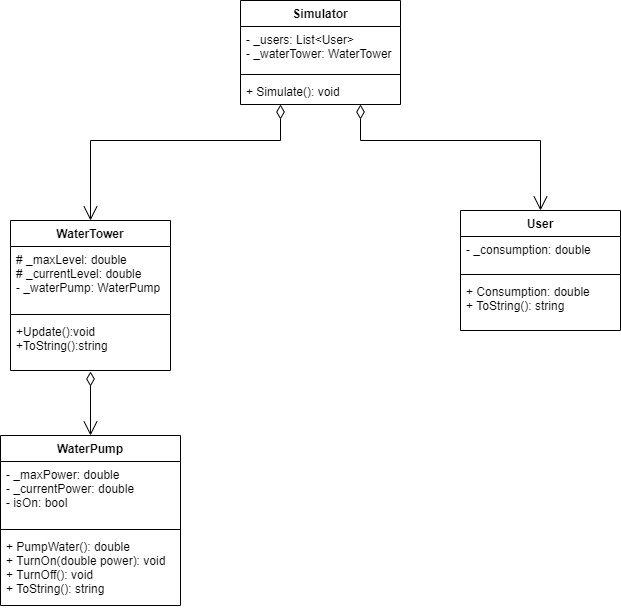 Simulator
- _users: List<User>
- _waterTower: WaterTower
+ Simulate(): void
WaterTower
# _maxLevel: double
# _currentLevel: double
- _waterPump: WaterPump
+Update():void
+ToString():string
User
- _consumption: double
+ Consumption: double
+ ToString(): string
WaterPump
- _maxPower: double
- _currentPower: double
- isOn: bool
+ PumpWater(): double
+ TurnOn(double power): void
+ TurnOff(): void
+ ToString(): string